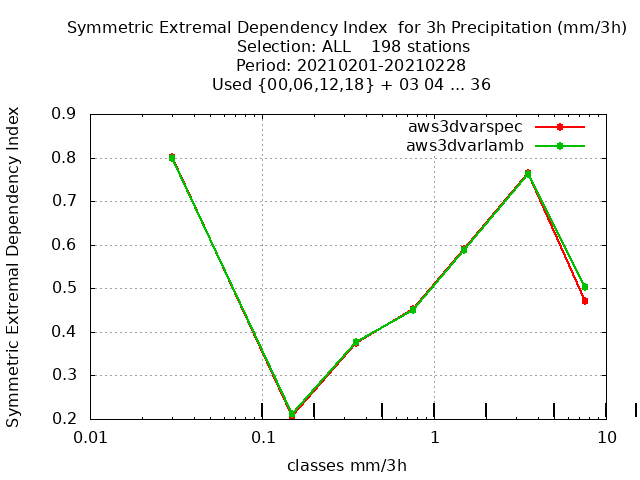 Symmetric Extremal Dependency Index  for 3h Precipitation (mm/3h)
Selection: ALL    198 stations
Period: 20210201-20210228
Used {00,06,12,18} + 03 04 ... 36
Symmetric Extremal Dependency Index
0.9
0.8
0.7
0.6
0.5
0.4
0.3
0.2
aws3dvarspec
aws3dvarlamb
0.01 0.1 1 10
classes mm/3h